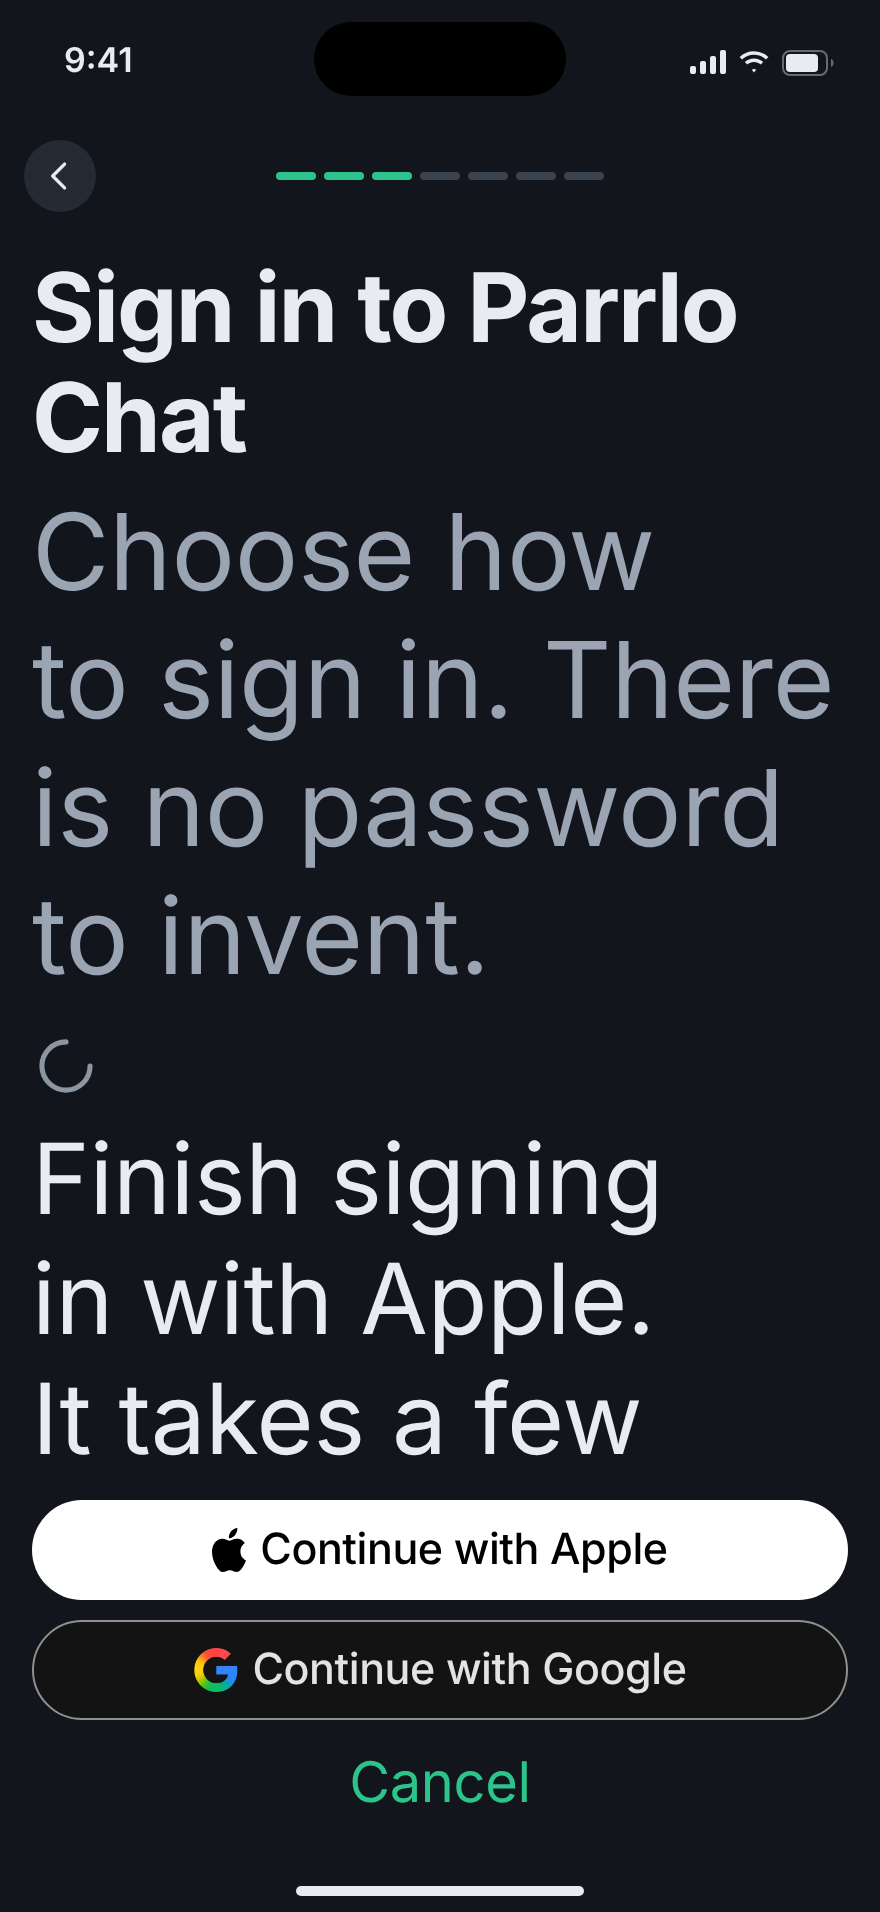 9:41
Sign in to Parrlo
Chat
Choose how
to sign in. There
is no password
to invent.
Finish signing
in with Apple.
It takes a few
Continue with Apple
Continue with Google
Cancel